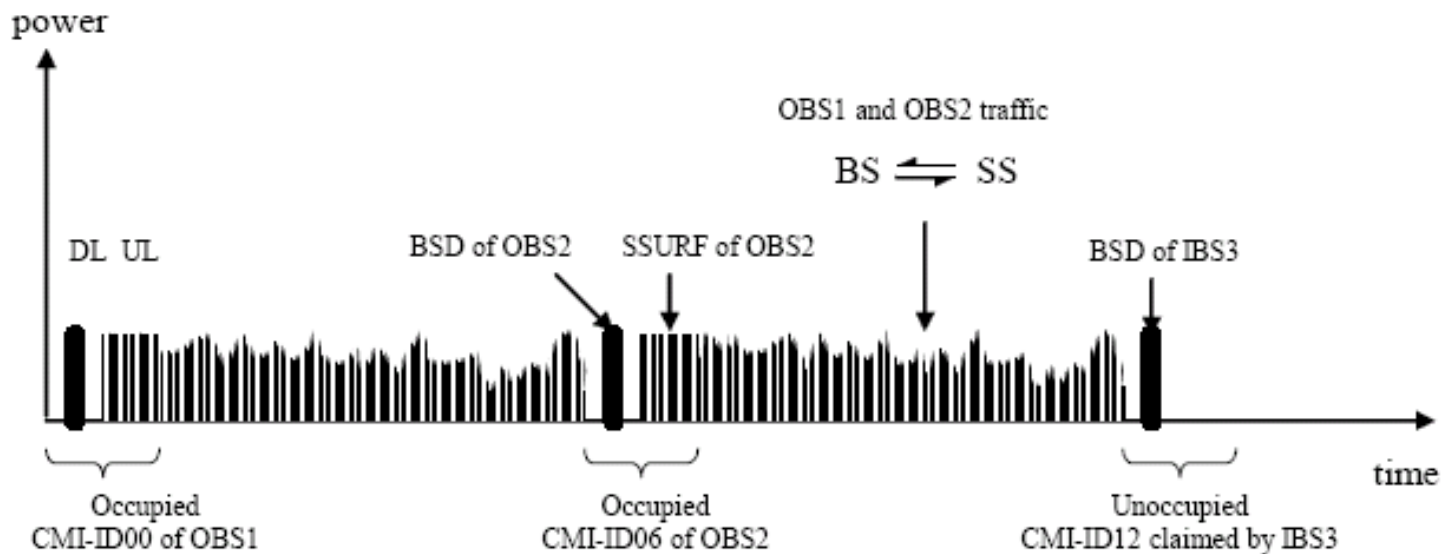 power
OBS1 and OBS2 traffic
BS SS
DL UL
BSD of OBS2
SSURF of OBS2
BSD of IBS3
time
Occupied
CMI-ID00 of OBS1
Occupied
CMI-ID06 of OBS2
Unoccupied
CMI-ID12 claimed by IBS3